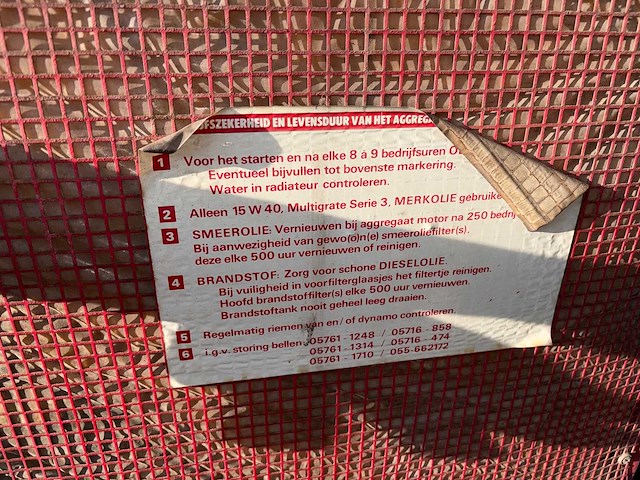 FSZEKERHEID EN LEVENSDUUR VAN HET AGGREG
1 Voor het starten en na elke 8 à 9 bedrijfsuren
Eventueel bijvullen tot bovenste markering.
Water in radiateur controleren.
2 Alleen 15 W 40, Multigrate Serie 3, MERKOLIE gebruike
3 SMEEROLIE: Vernieuwen bij aggregaat motor na 250 bedrij
Bij aanwezigheid van gewo(o)n(e) smeeroliefilter(s).
deze elke 500 uur vernieuwen of reinigen.
4 BRANDSTOF: Zorg voor schone DIESELOLIE.
Bij vuiligheid in voorfilterglasjes het filtertje reinigen.
Hoofd brandstoffilter(s) elke 500 uur vernieuwen.
Brandstoftank nooit geheel leeg draaien.
5 Regelmatig riemen van en / of dynamo controleren.
6 i.g.v. storing bellen 05761 - 1248 / 05716 - 858
05761 - 1314 / 05716 - 474
05761 - 1710 / 055-662172